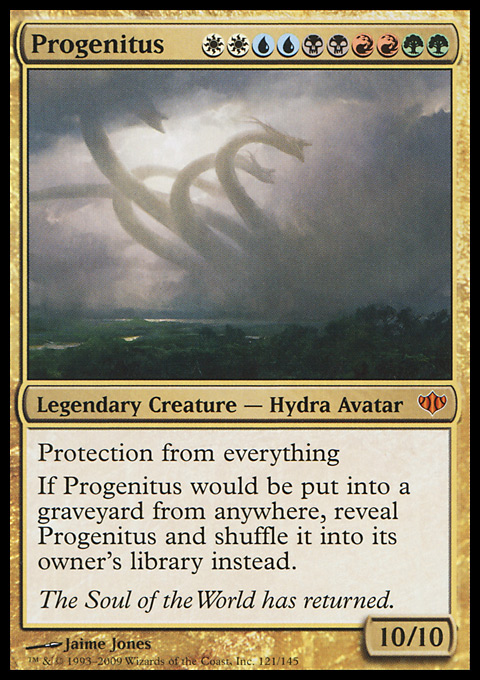 Progenitus
Legendary Creature — Hydra Avatar
Protection from everything
If Progenitus would be put into a
graveyard from anywhere, reveal
Progenitus and shuffle it into its
owner's library instead.
The Soul of the World has returned.
10/10
Jaime Jones
™ & © 1993–2009 Wizards of the Coast, Inc. 121/145